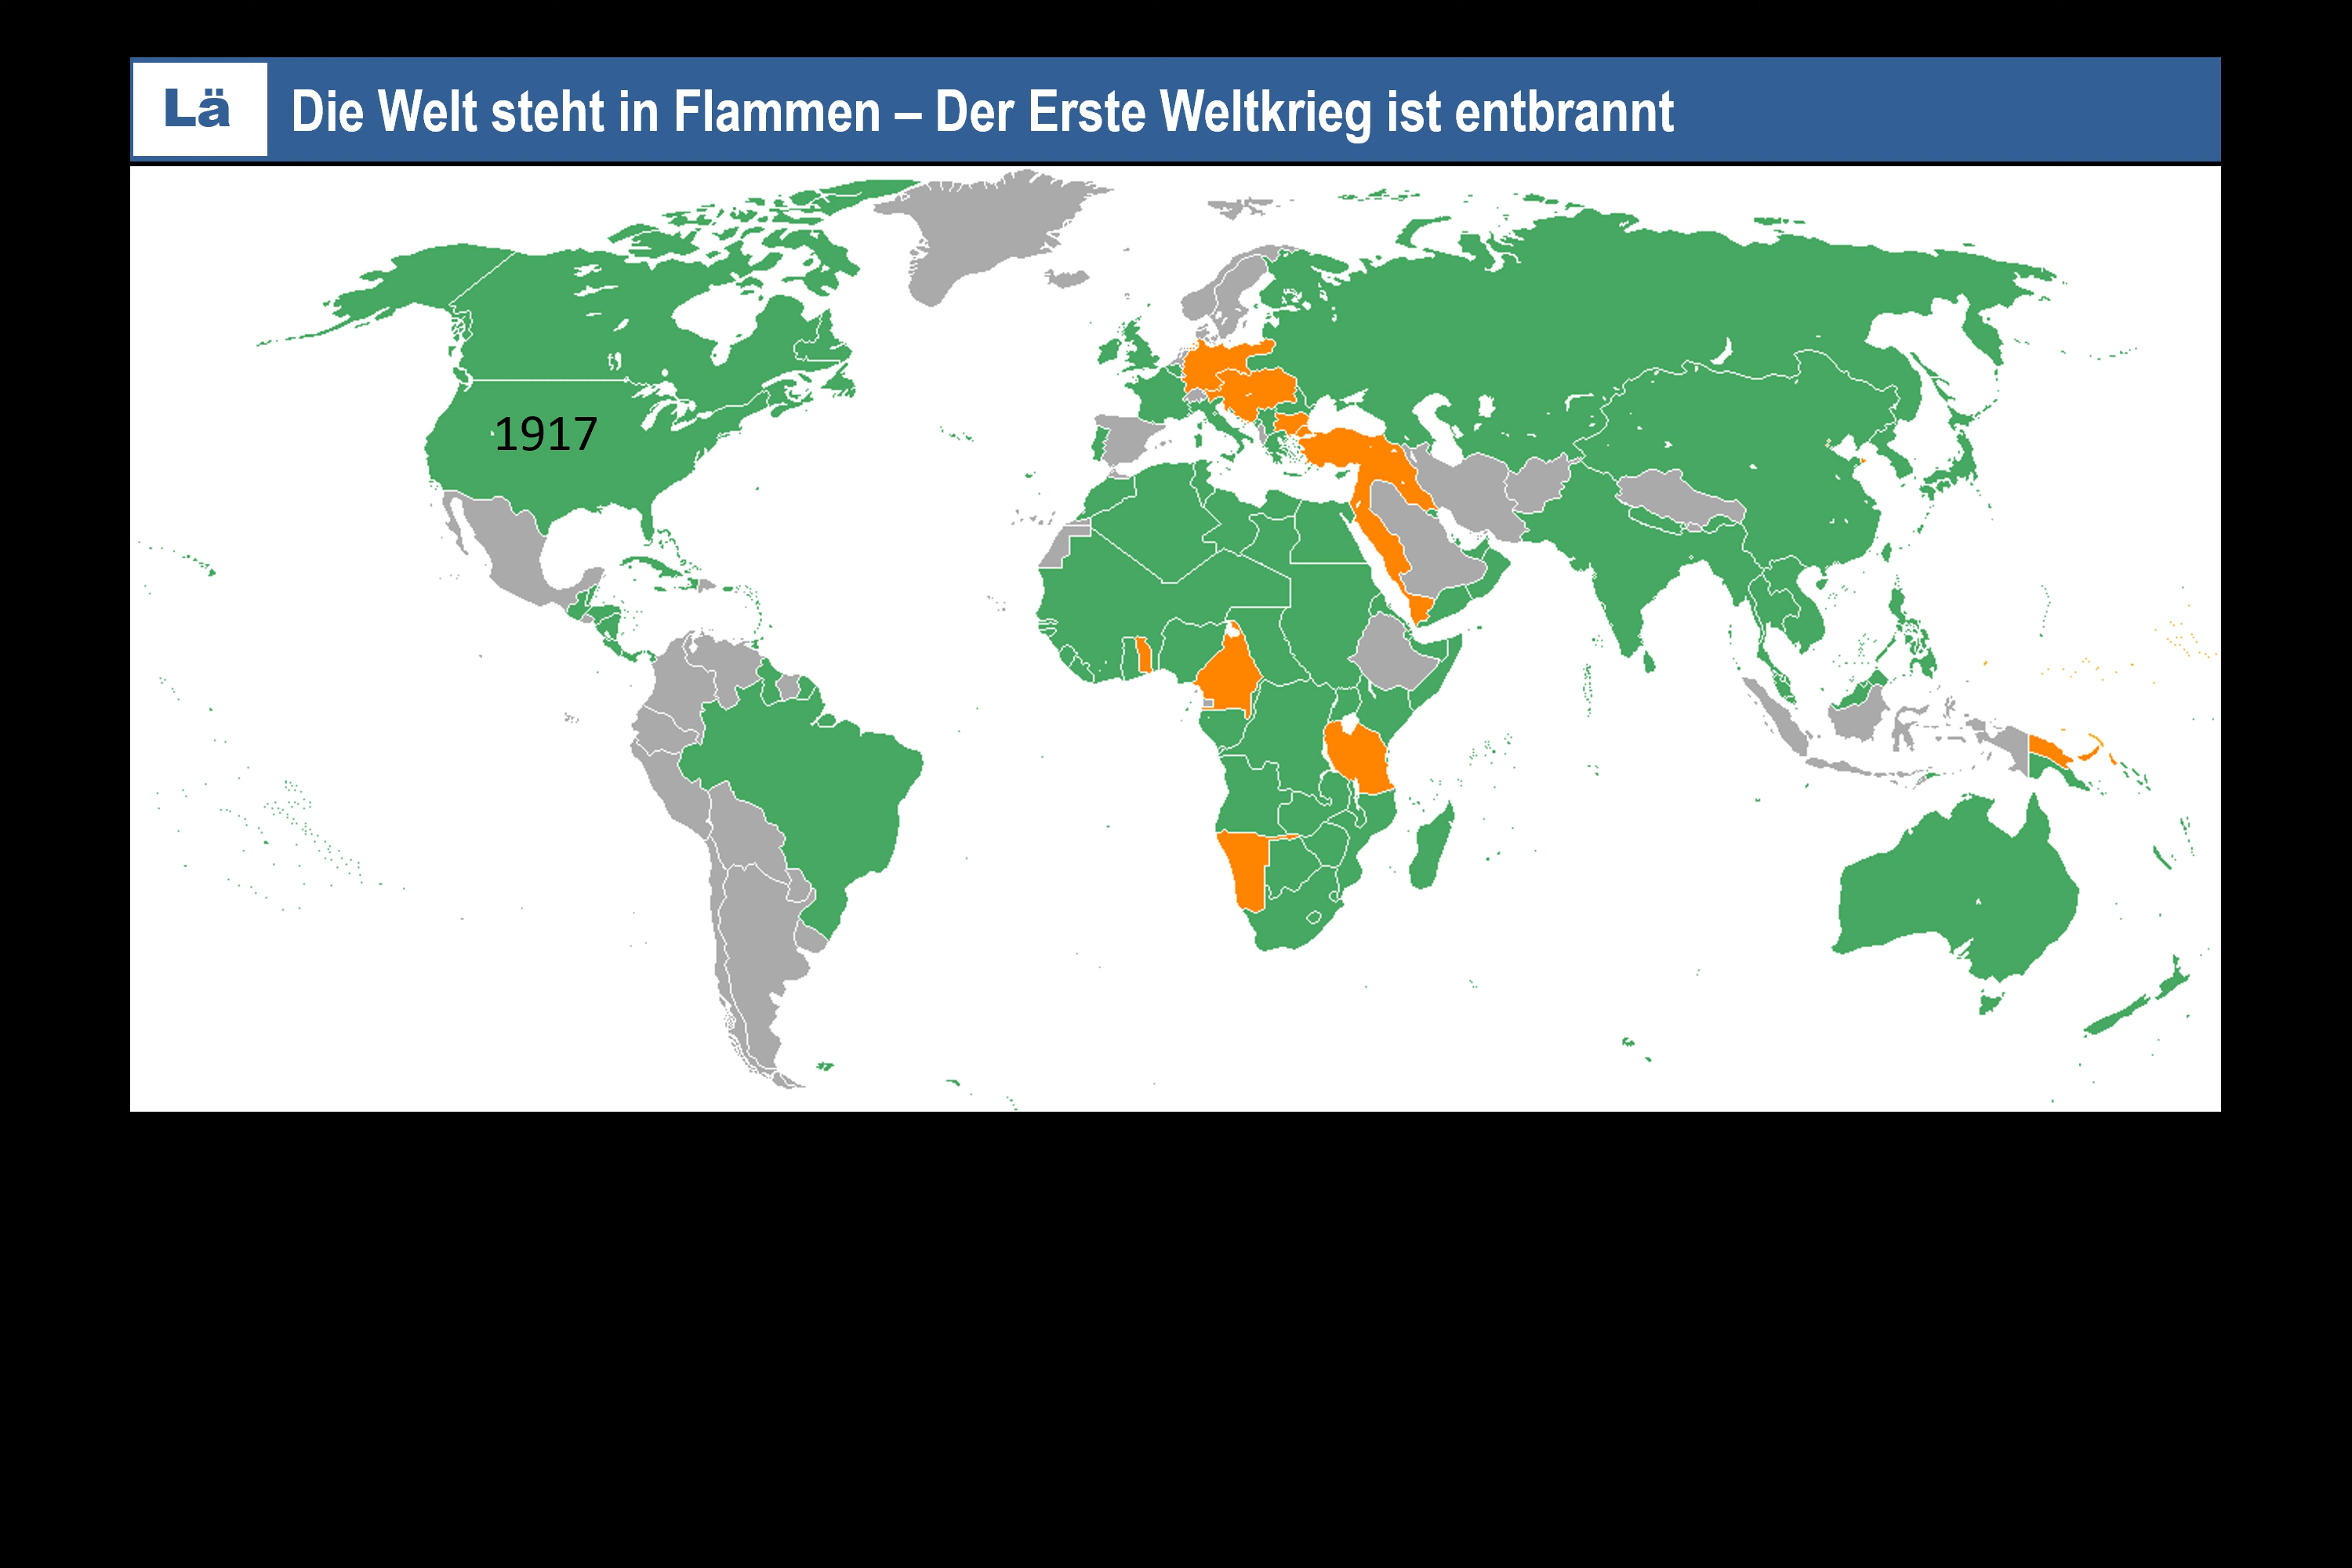 Lä
Die Welt steht in Flammen – Der Erste Weltkrieg ist entbrannt
1917